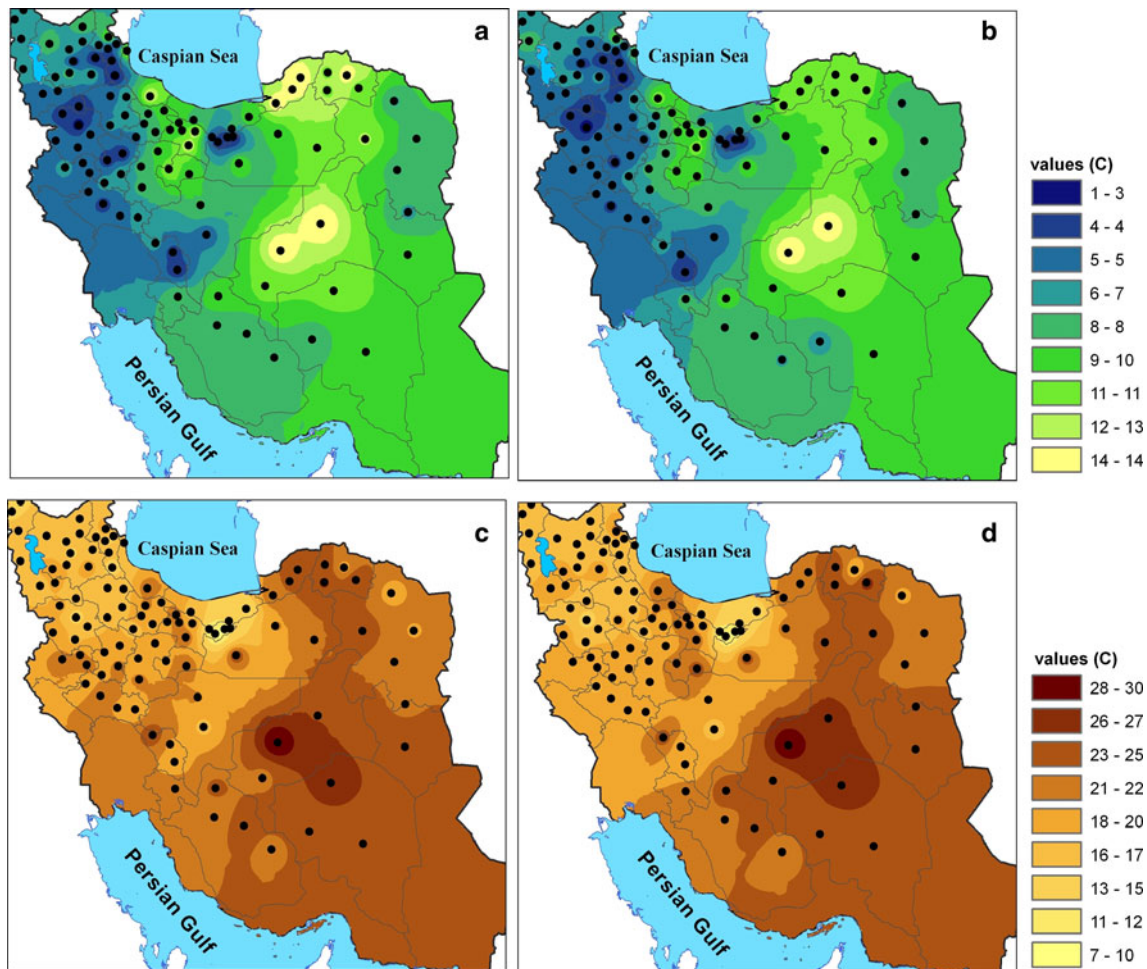 a
Caspian Sea
Persian Gulf
b
Caspian Sea
Persian Gulf
values (C)
1 - 3
4 - 4
5 - 5
6 - 7
8 - 8
9 - 10
11 - 11
12 - 13
14 - 14
c
Caspian Sea
Persian Gulf
d
Caspian Sea
Persian Gulf
values (C)
28 - 30
26 - 27
23 - 25
21 - 22
18 - 20
16 - 17
13 - 15
11 - 12
7 - 10